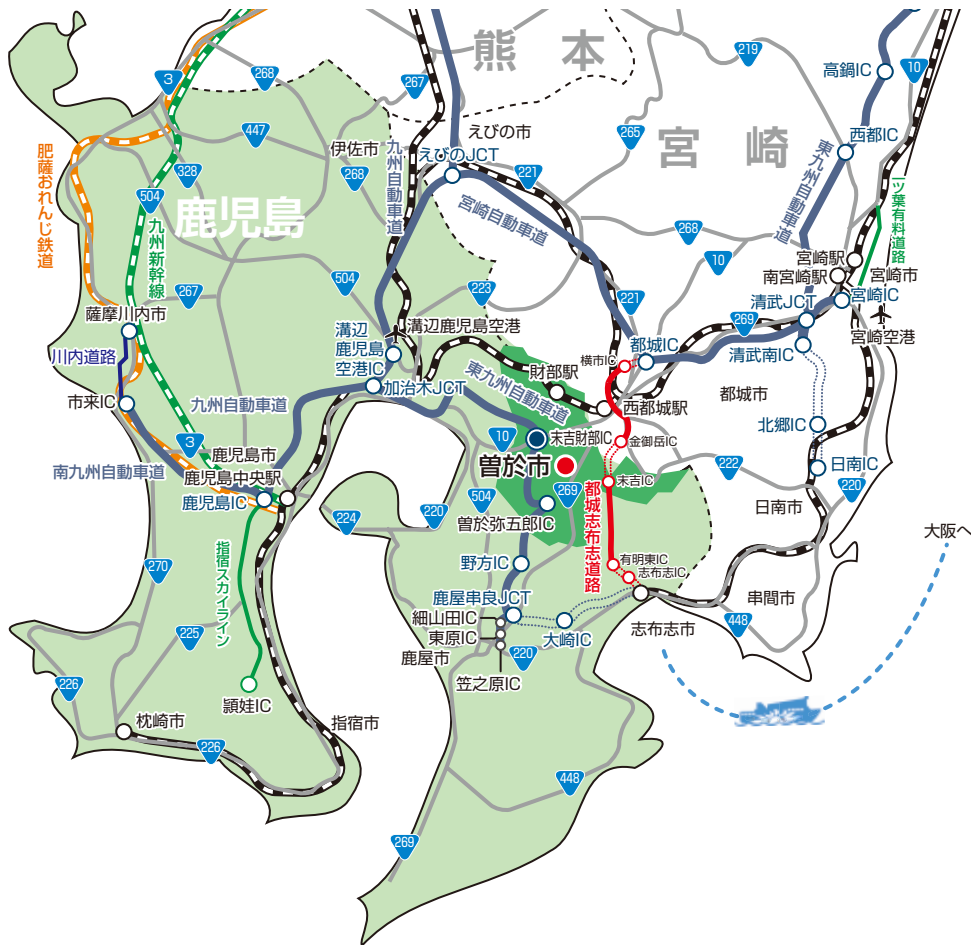 熊本
宮崎
鹿児島
10
219
高鍋IC
3
268
267
265
447
えびの市
西都IC
伊佐市
九州自動車道
えびのJCT
肥薩おれんじ鉄道
328
268
221
東九州自動車道
一ツ葉有料道路
504
宮崎自動車道
九州新幹線
268
宮崎駅
10
南宮崎駅
宮崎市
504
267
223
221
宮崎IC
清武JCT
薩摩川内市
溝辺
鹿児島
空港IC
溝辺鹿児島空港
269
宮崎空港
都城IC
清武南IC
川内道路
横市IC
財部駅
東九州自動車道
加治木JCT
都城市
市来IC
九州自動車道
西都城駅
北郷IC
3
10
末吉財部IC
金御岳IC
鹿児島市
曽於市
222
日南IC
南九州自動車道
鹿児島中央駅
末吉IC
220
鹿児島IC
504
269
都城志布志道路
日南市
224
220
曽於弥五郎IC
大阪へ
指宿スカイライン
野方IC
有明東IC
志布志IC
270
鹿屋串良JCT
串間市
細山田IC
448
225
東原IC
大崎IC
志布志市
鹿屋市
220
226
笠之原IC
頴娃IC
枕崎市
指宿市
226
448
269